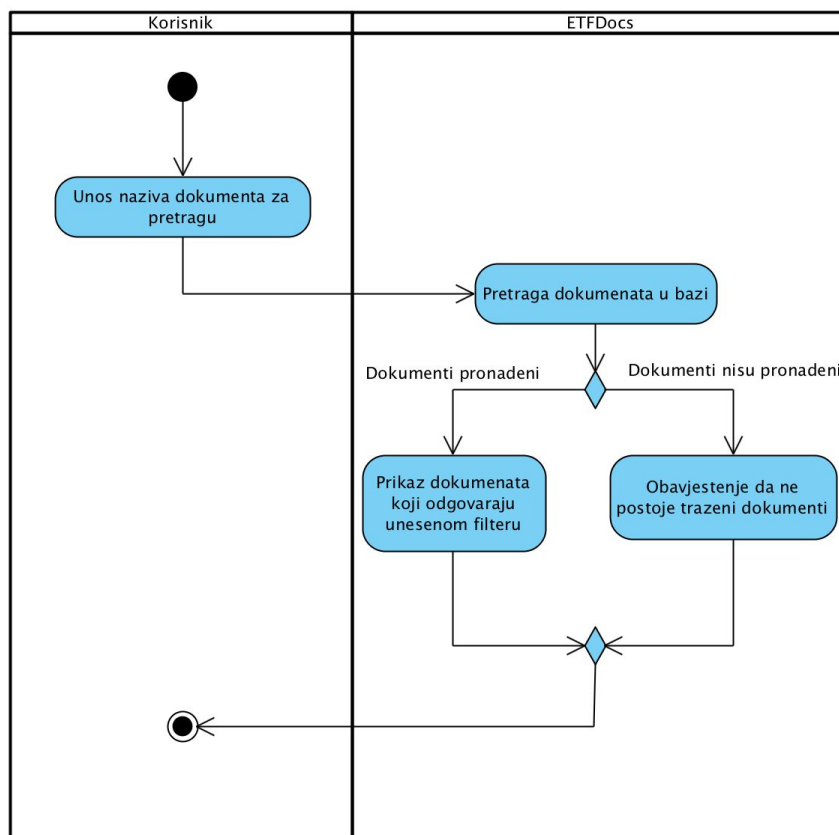 Korisnik
ETFDocs
Unos naziva dokumenta za
pretragu
Pretraga dokumenata u bazi
Dokumenti pronadeni
Dokumenti nisu pronadeni
Prikaz dokumenata
koji odgovaraju
unesenom filteru
Obavjestenje da ne
postoje trazeni dokumenti